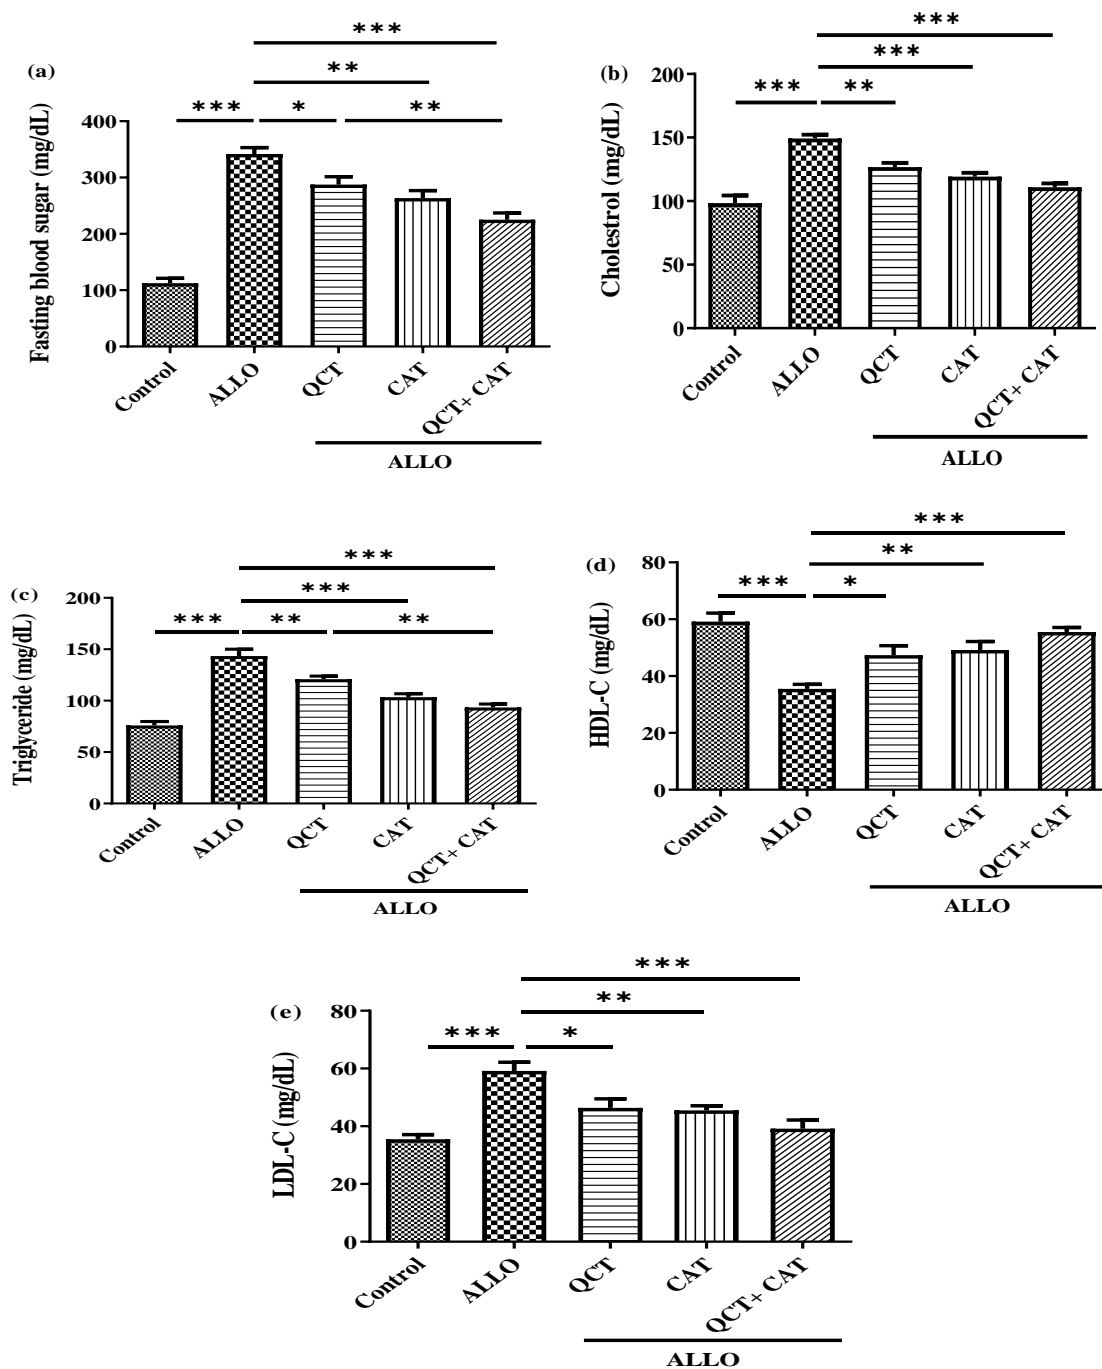 (a)
Fasting blood sugar (mg/dL)
***
**
*** * **
400
300
200
100
0
Control ALLO QCT CAT QCT+ CAT
ALLO
(b)
Cholestrol (mg/dL)
***
***
*** **
200
150
100
50
0
Control ALLO QCT CAT QCT+ CAT
ALLO
(c)
Triglyceride (mg/dL)
***
***
*** ** **
200
150
100
50
0
Control ALLO QCT CAT QCT+ CAT
ALLO
(d)
HDL-C (mg/dL)
***
**
*** *
80
60
40
20
0
Control ALLO QCT CAT QCT+ CAT
ALLO
(e)
LDL-C (mg/dL)
***
**
*** *
80
60
40
20
0
Control ALLO QCT CAT QCT+ CAT
ALLO